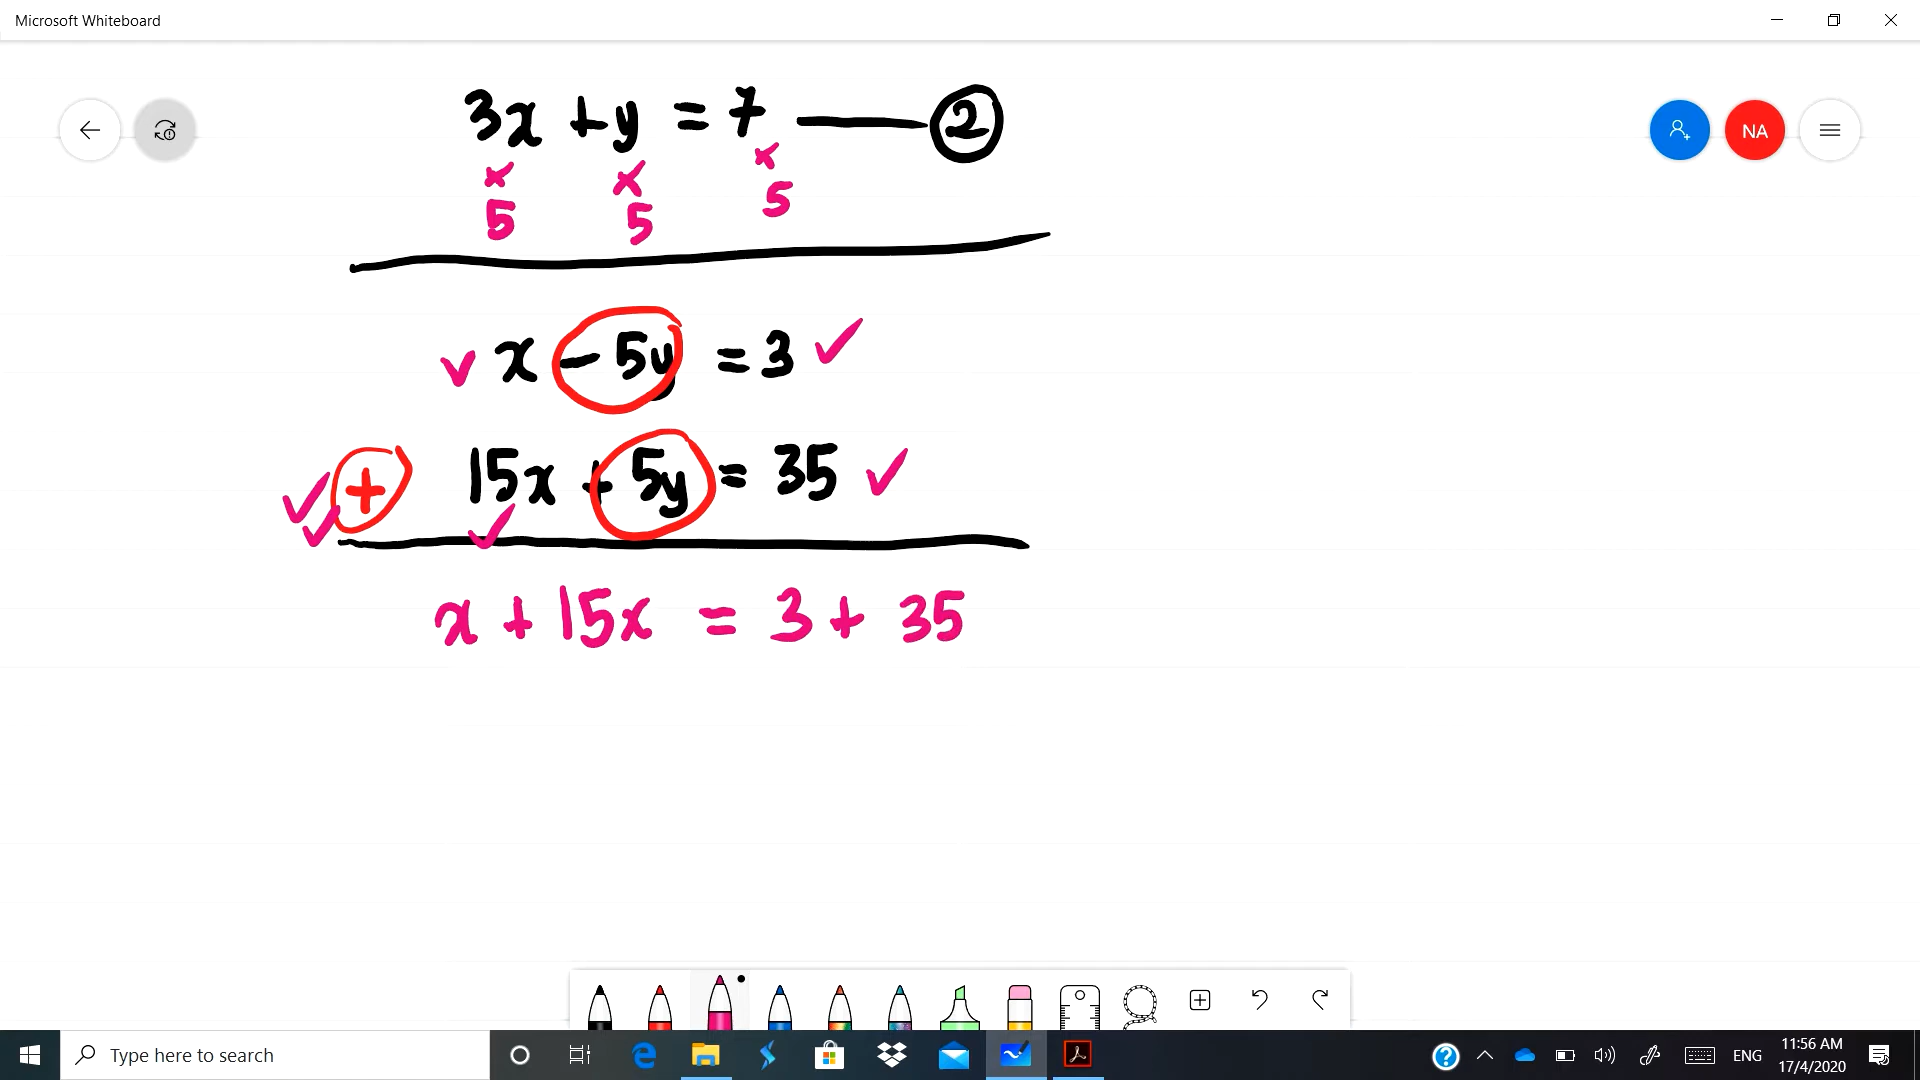 Microsoft Whiteboard
NA
3x + y = 7 —— ②
× × ×
5 5 5
✓ x - 5y = 3 ✓
✓✓ + 15x + 5y = 35 ✓
✓
x + 15x = 3 + 35
Type here to search
ENG
11:56 AM
17/4/2020